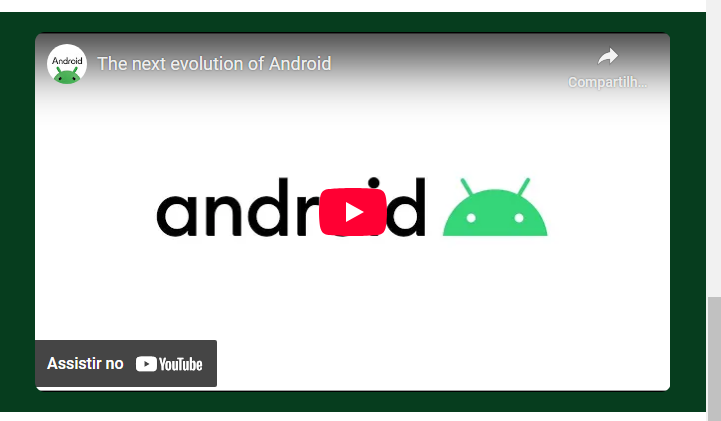 Android
The next evolution of Android
Compartilh...
android
Assistir no YouTube